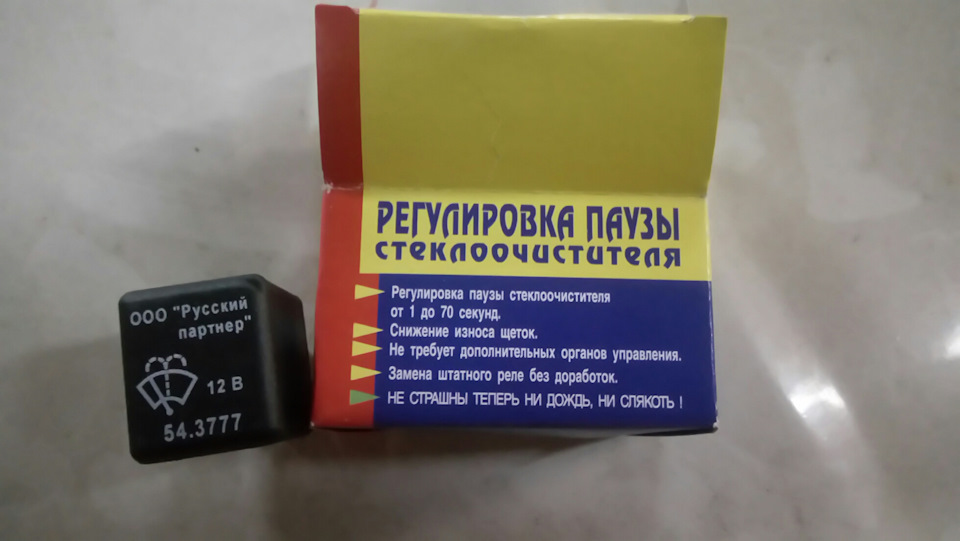 ООО "Русский
партнер"
12 В
54.3777
РЕГУЛИРОВКА ПАУЗЫ
СТЕКЛООЧИСТИТЕЛЯ
Регулировка паузы стеклоочистителя
от 1 до 70 секунд.
Снижение износа щеток.
Не требует дополнительных органов управления.
Замена штатного реле без доработок.
НЕ СТРАШНЫ ТЕПЕРЬ НИ ДОЖДЬ, НИ СЛЯКОТЬ !